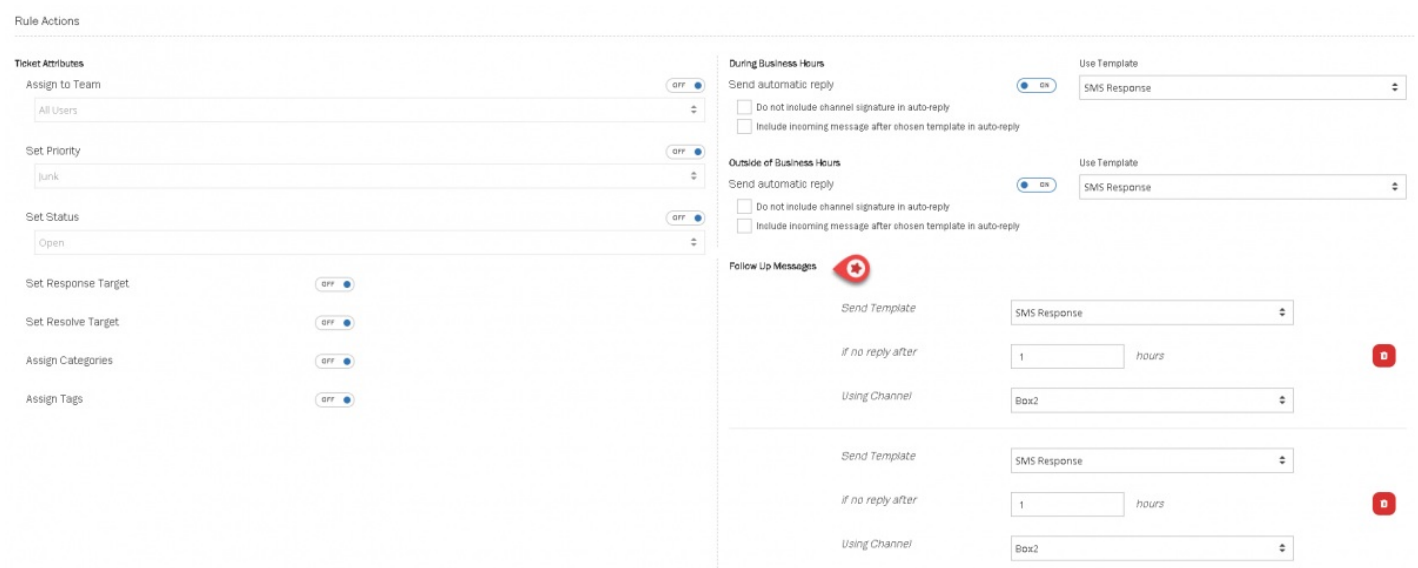 Rule Actions
Ticket Attributes
Assign to Team
OFF
All Users
Set Priority
OFF
Junk
Set Status
OFF
Open
Set Response Target
OFF
Set Resolve Target
OFF
Assign Categories
OFF
Assign Tags
OFF
During Business Hours
Use Template
Send automatic reply
ON
SMS Response
Do not include channel signature in auto-reply
Include incoming message after chosen template in auto-reply
Outside of Business Hours
Use Template
Send automatic reply
ON
SMS Response
Do not include channel signature in auto-reply
Include incoming message after chosen template in auto-reply
Follow Up Messages
Send Template
SMS Response
if no reply after
1
hours
Using Channel
Box2
Send Template
SMS Response
if no reply after
1
hours
Using Channel
Box2